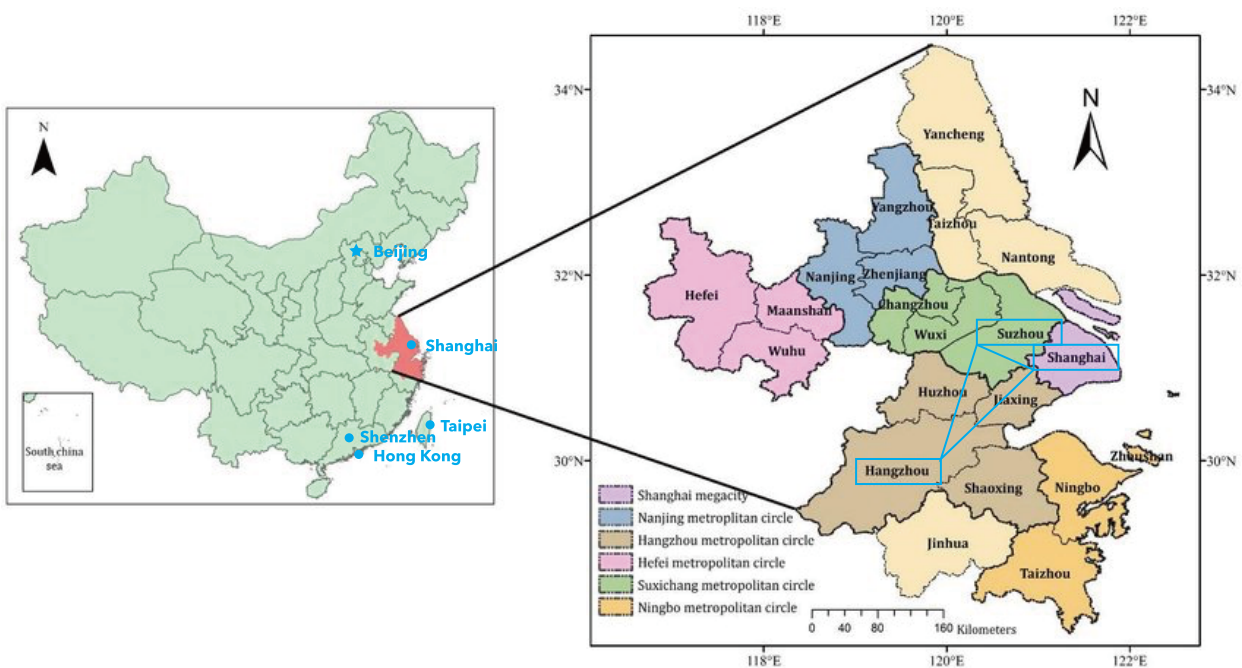 N
Beijing
Shanghai
Taipei
Shenzhen
Hong Kong
South china
sea
118°E
120°E
122°E
34°N
34°N
N
Yancheng
Yangzhou
Taizhou
Nantong
32°N
32°N
Nanjing
Zhenjiang
Hefei
Maanshan
Changzhou
Wuxi
Suzhou
Wuhu
Shanghai
Huzhou
Jiaxing
30°N
30°N
Zhoushan
Hangzhou
Shaoxing
Ningbo
Jinhua
Taizhou
Shanghai megacity
Nanjing metroplitan circle
Hangzhou metropolitan circle
Hefei metropolitan circle
Suxichang metropolitan circle
Ningbo metropolitan circle
0 40 80 160 Kilometers
118°E
120°E
122°E